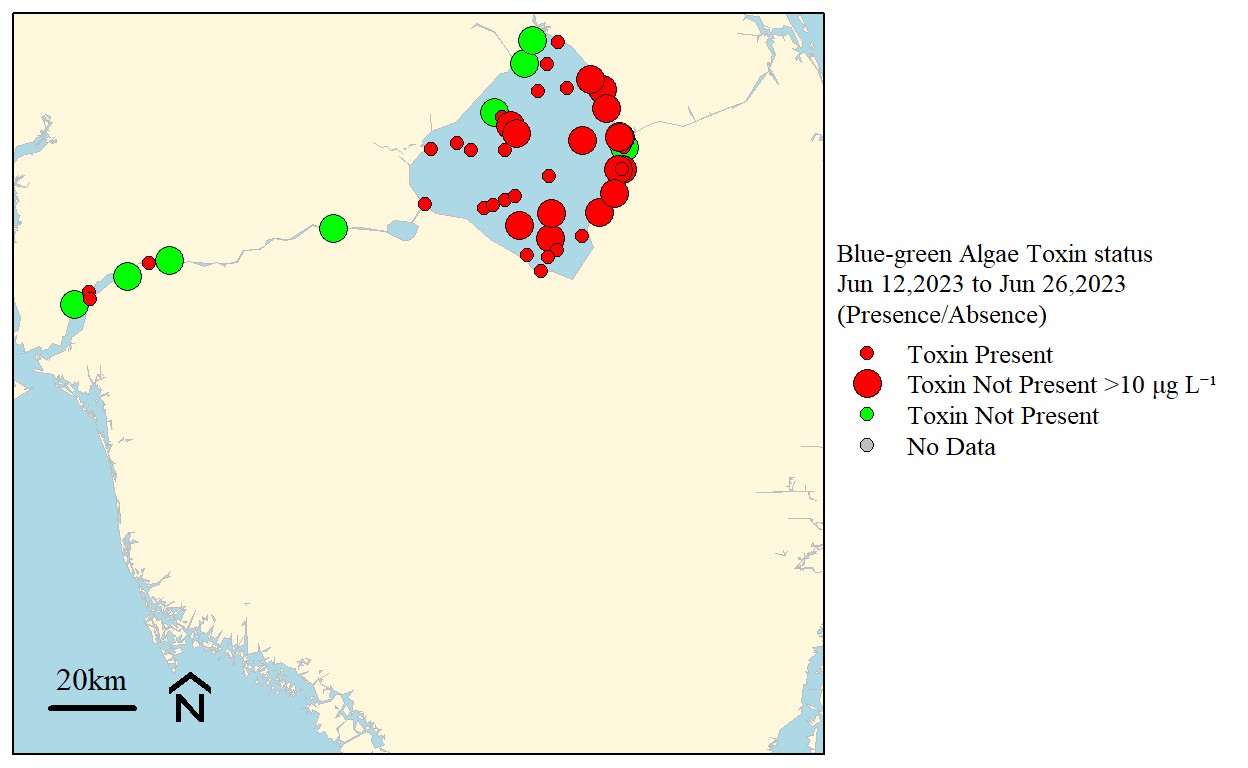 Blue-green Algae Toxin status
Jun 12,2023 to Jun 26,2023
(Presence/Absence)
Toxin Present
Toxin Not Present >10 µg L⁻¹
Toxin Not Present
No Data
20km
N